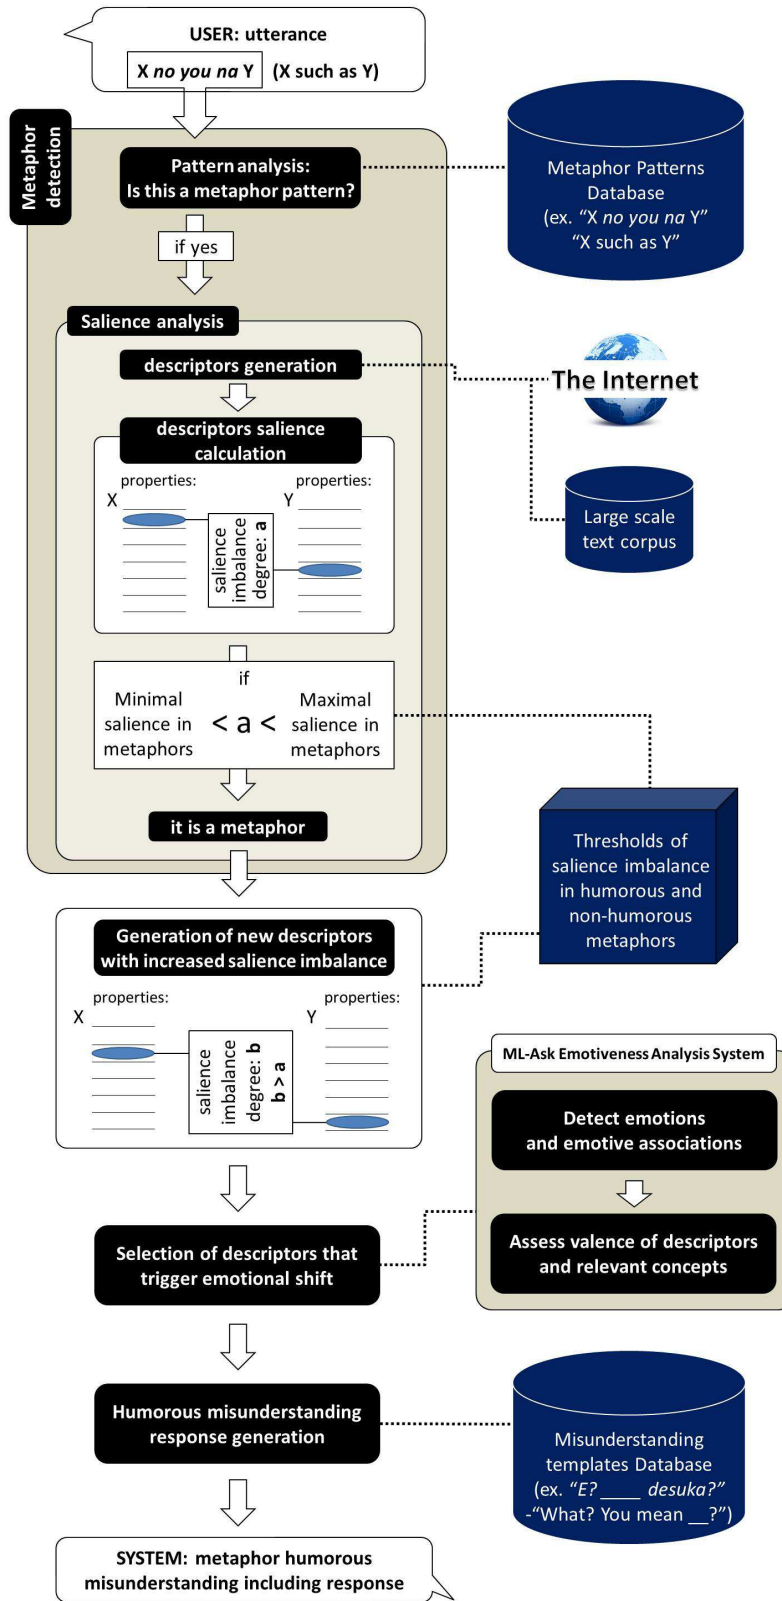 USER: utterance
X no you na Y (X such as Y)
Metaphor
detection
Pattern analysis:
Is this a metaphor pattern?
Metaphor Patterns
Database
(ex. “X no you na Y”
“X such as Y”
if yes
Salience analysis
descriptors generation
The Internet
descriptors salience
calculation
properties:
properties:
X
Y
salience
imbalance
degree: a
Large scale
text corpus
if
Minimal
salience in
metaphors
< a <
Maximal
salience in
metaphors
it is a metaphor
Thresholds of
salience imbalance
in humorous and
non-humorous
metaphors
Generation of new descriptors
with increased salience imbalance
properties:
properties:
X
Y
salience
imbalance
degree: b
b > a
ML-Ask Emotiveness Analysis System
Detect emotions
and emotive associations
Assess valence of descriptors
and relevant concepts
Selection of descriptors that
trigger emotional shift
Humorous misunderstanding
response generation
Misunderstanding
templates Database
(ex. “E? ____ desuka?”
-“What? You mean __?”)
SYSTEM: metaphor humorous
misunderstanding including response